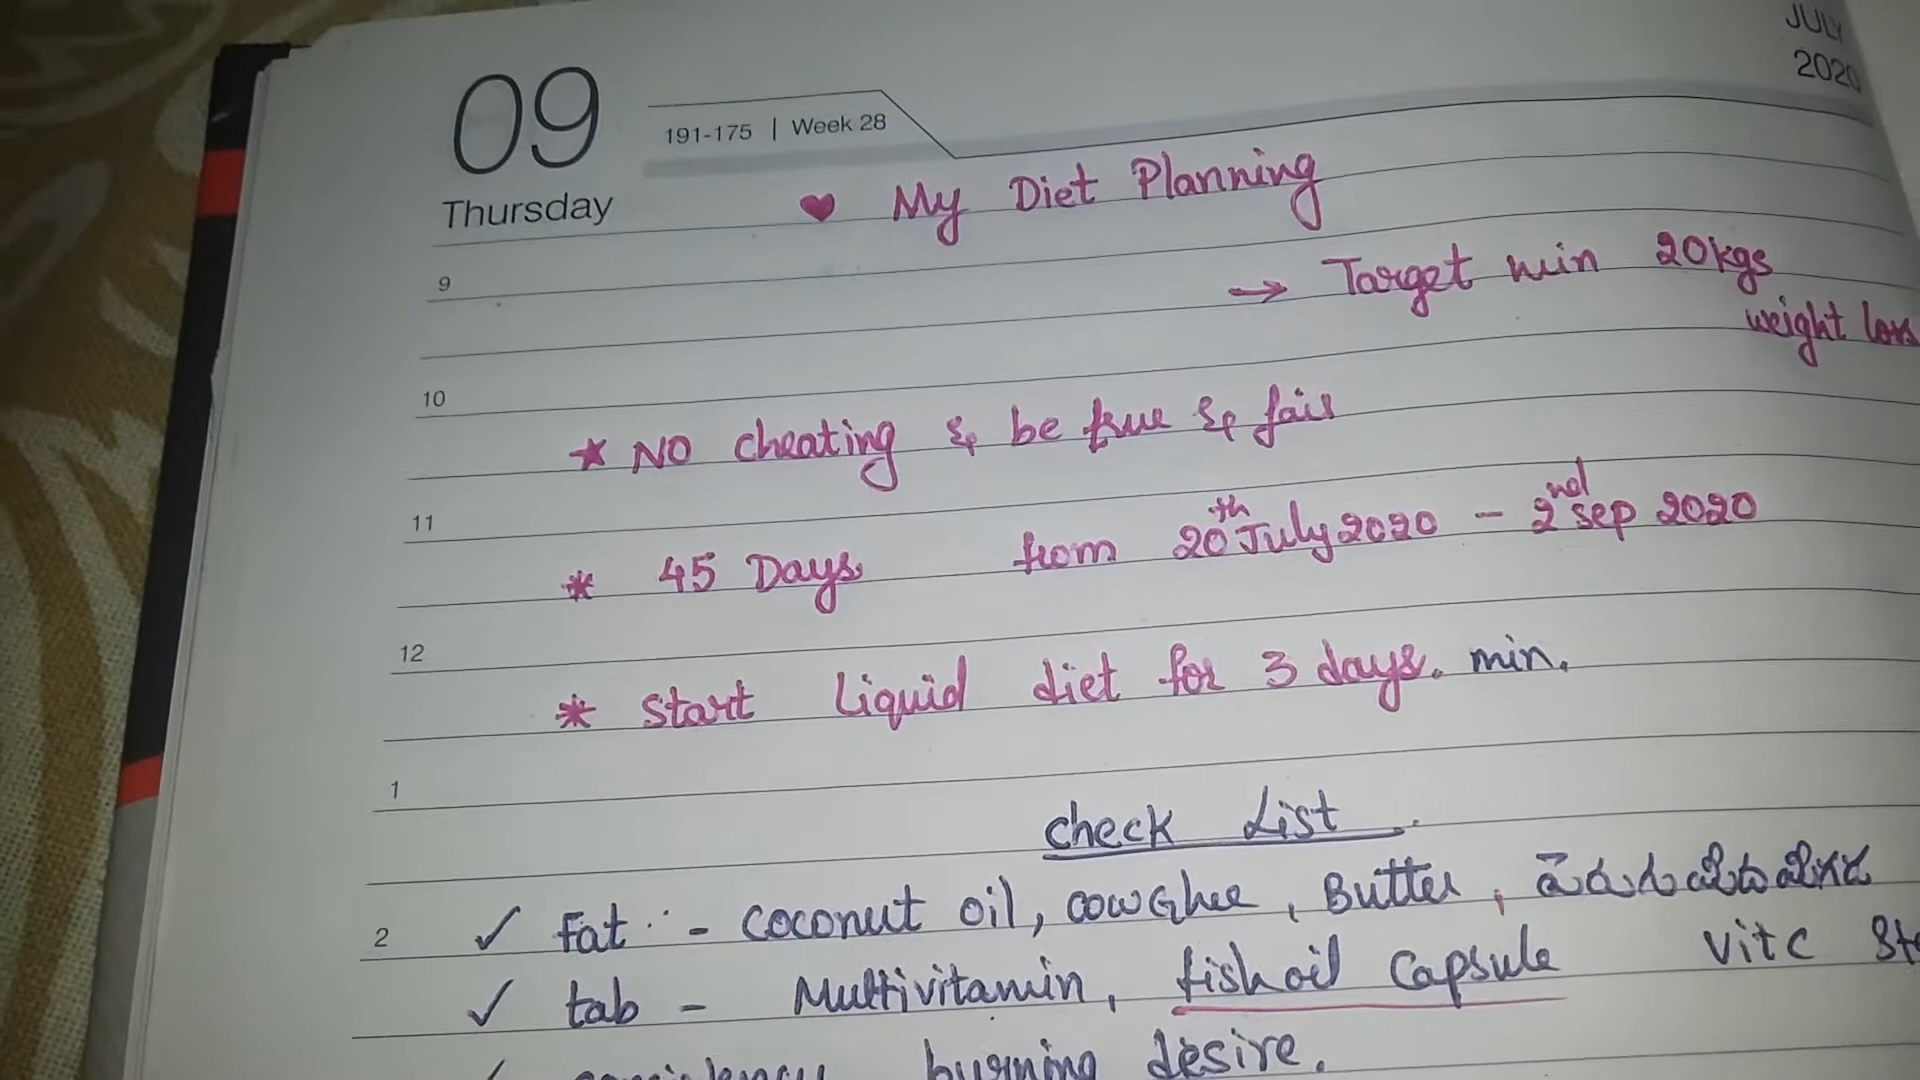 JULY
2020
09
191-175 | Week 28
Thursday
My Diet Planning
9
→ Target min 20kgs
weight loss
10
* NO cheating & be true & fair
11
* 45 Days from 20th July 2020 - 2nd Sep 2020
12
* Start Liquid diet for 3 days. min.
1
Check List
2
✓ Fat :- coconut oil, cow Ghee, Butter,
✓ tab - Multivitamin, fish oil Capsule Vit C
✓ burning desire.